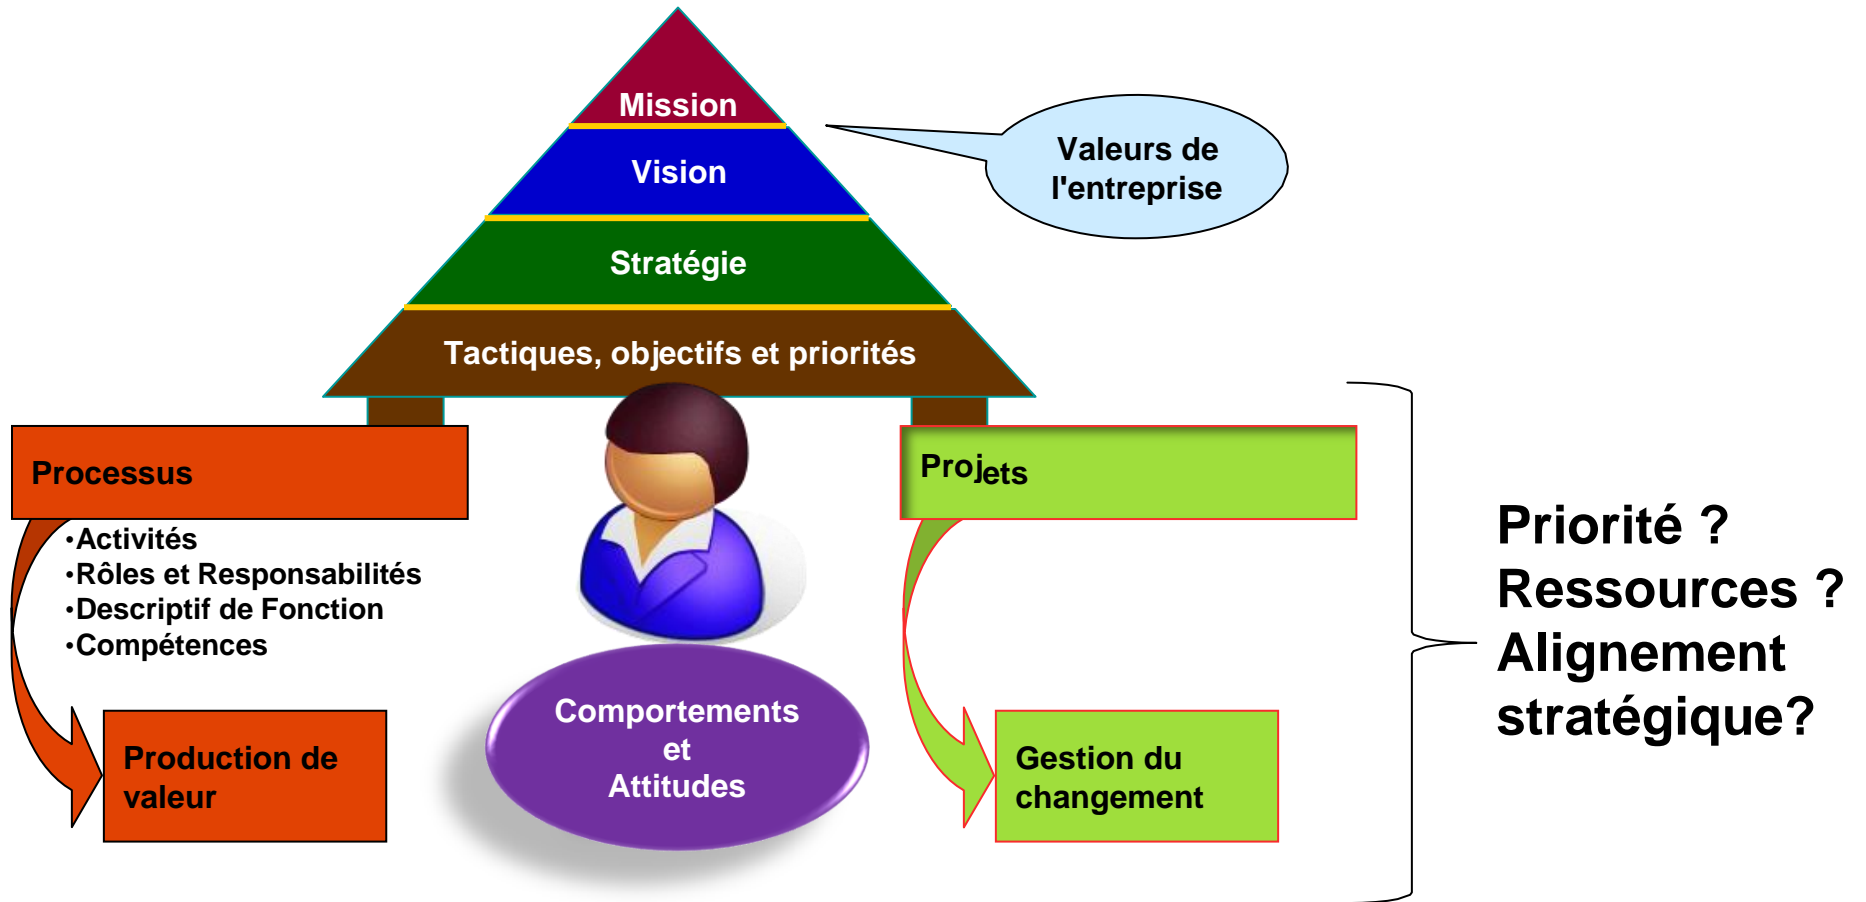 Mission
Valeurs de
l'entreprise
Vision
Stratégie
Tactiques, objectifs et priorités
Processus
•Activités
•Rôles et Responsabilités
•Descriptif de Fonction
•Compétences
Production de
valeur
Comportements
et
Attitudes
Projets
Gestion du
changement
Priorité ?
Ressources ?
Alignement
stratégique?